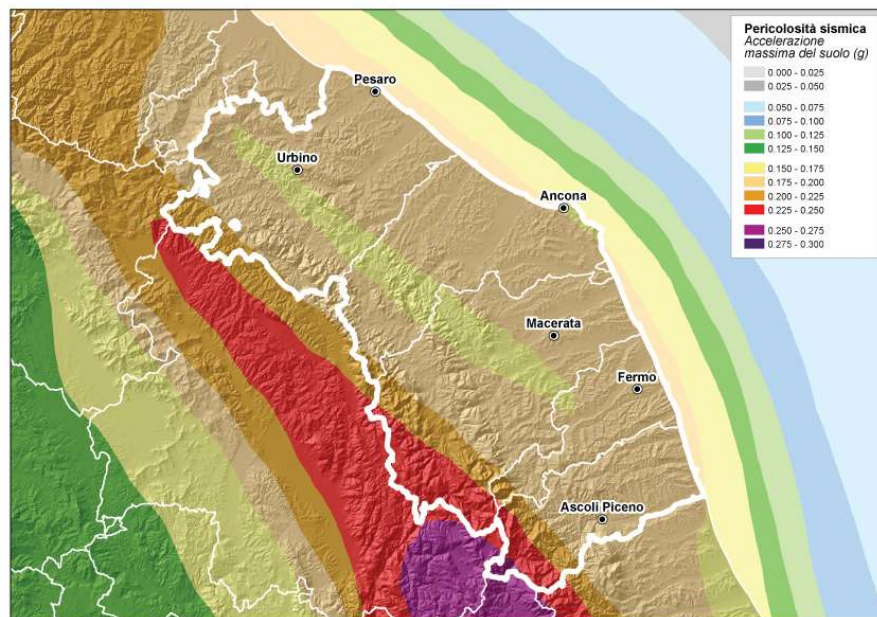 Pericolosità sismica
Accelerazione
massima del suolo (g)
0.000 - 0.025
0.025 - 0.050
0.050 - 0.075
0.075 - 0.100
0.100 - 0.125
0.125 - 0.150
0.150 - 0.175
0.175 - 0.200
0.200 - 0.225
0.225 - 0.250
0.250 - 0.275
0.275 - 0.300
Pesaro
Urbino
Ancona
Macerata
Fermo
Ascoli Piceno